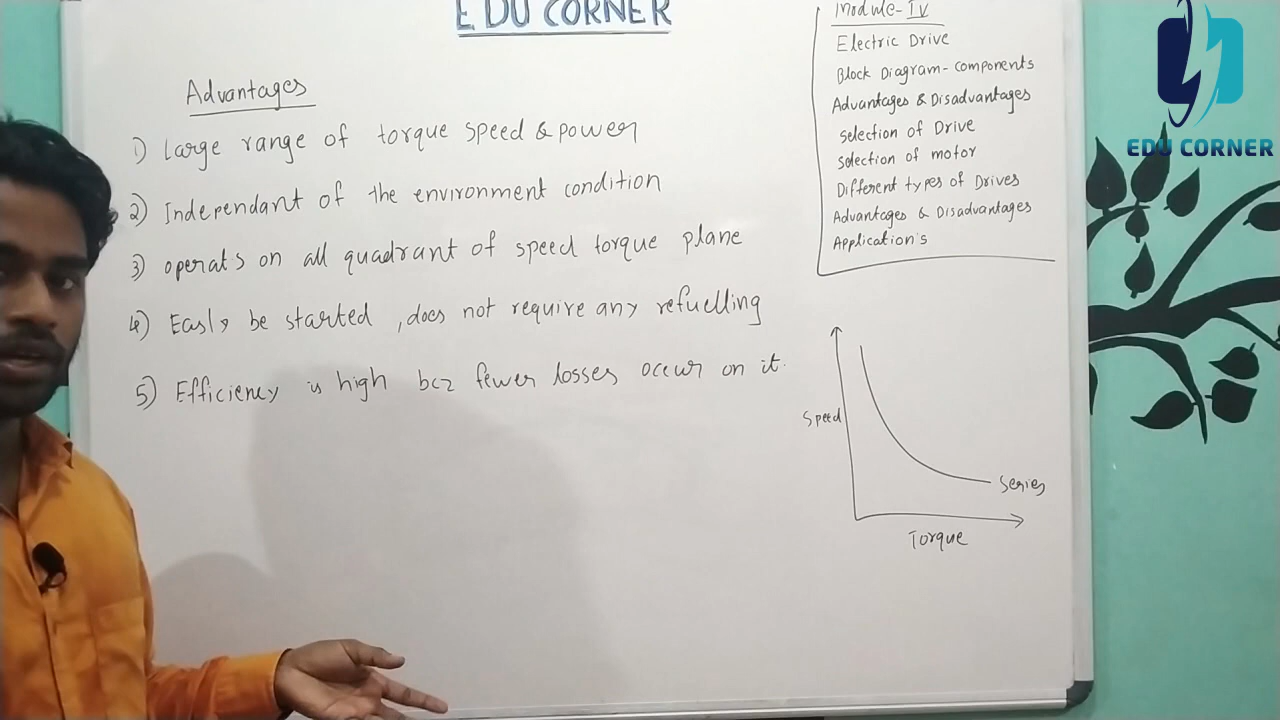 EDU CORNER
Advantages
1) Large range of torque speed & power
2) Independant of the environment condition
3) operats on all quadrant of speed torque plane
4) Easly be started , does not require any refuelling
5) Efficiency is high bcz fewer losses occur on it.
Module-IV
Electric Drive
Block Diagram- components
Advantages & Disadvantages
selection of Drive
selection of motor
Different types of Drives
Advantages & Disadvantages
Application's
Speed
Series
Torque
EDU CORNER